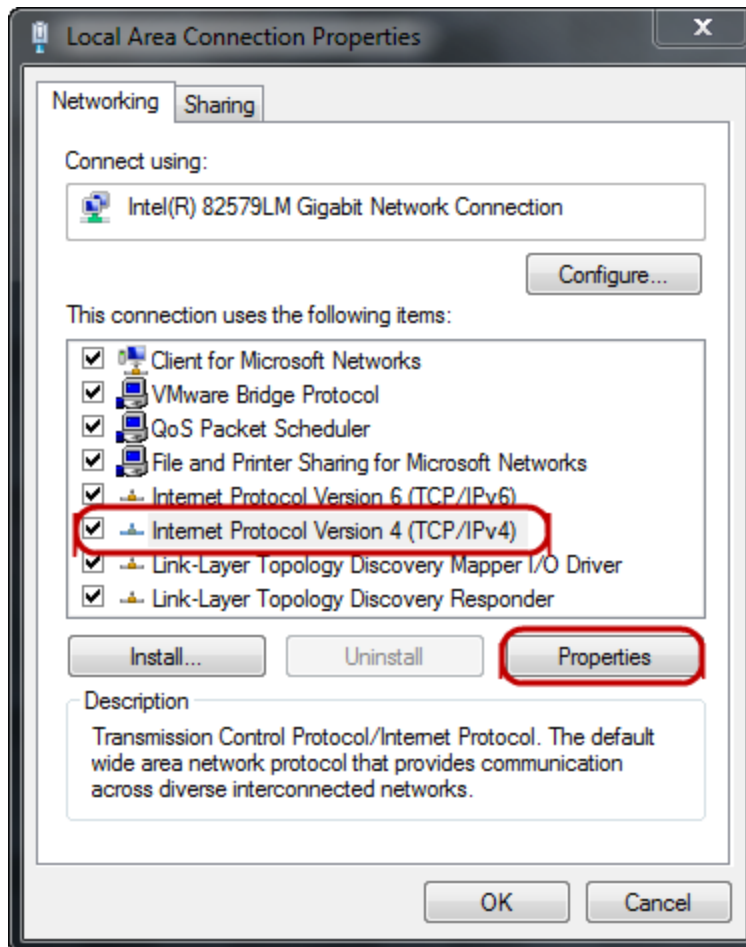 Local Area Connection Properties
Networking
Sharing
Connect using:
Intel(R) 82579LM Gigabit Network Connection
Configure...
This connection uses the following items:
Client for Microsoft Networks
VMware Bridge Protocol
QoS Packet Scheduler
File and Printer Sharing for Microsoft Networks
Internet Protocol Version 6 (TCP/IPv6)
Internet Protocol Version 4 (TCP/IPv4)
Link-Layer Topology Discovery Mapper I/O Driver
Link-Layer Topology Discovery Responder
Install...
Uninstall
Properties
Description
Transmission Control Protocol/Internet Protocol. The default
wide area network protocol that provides communication
across diverse interconnected networks.
OK
Cancel